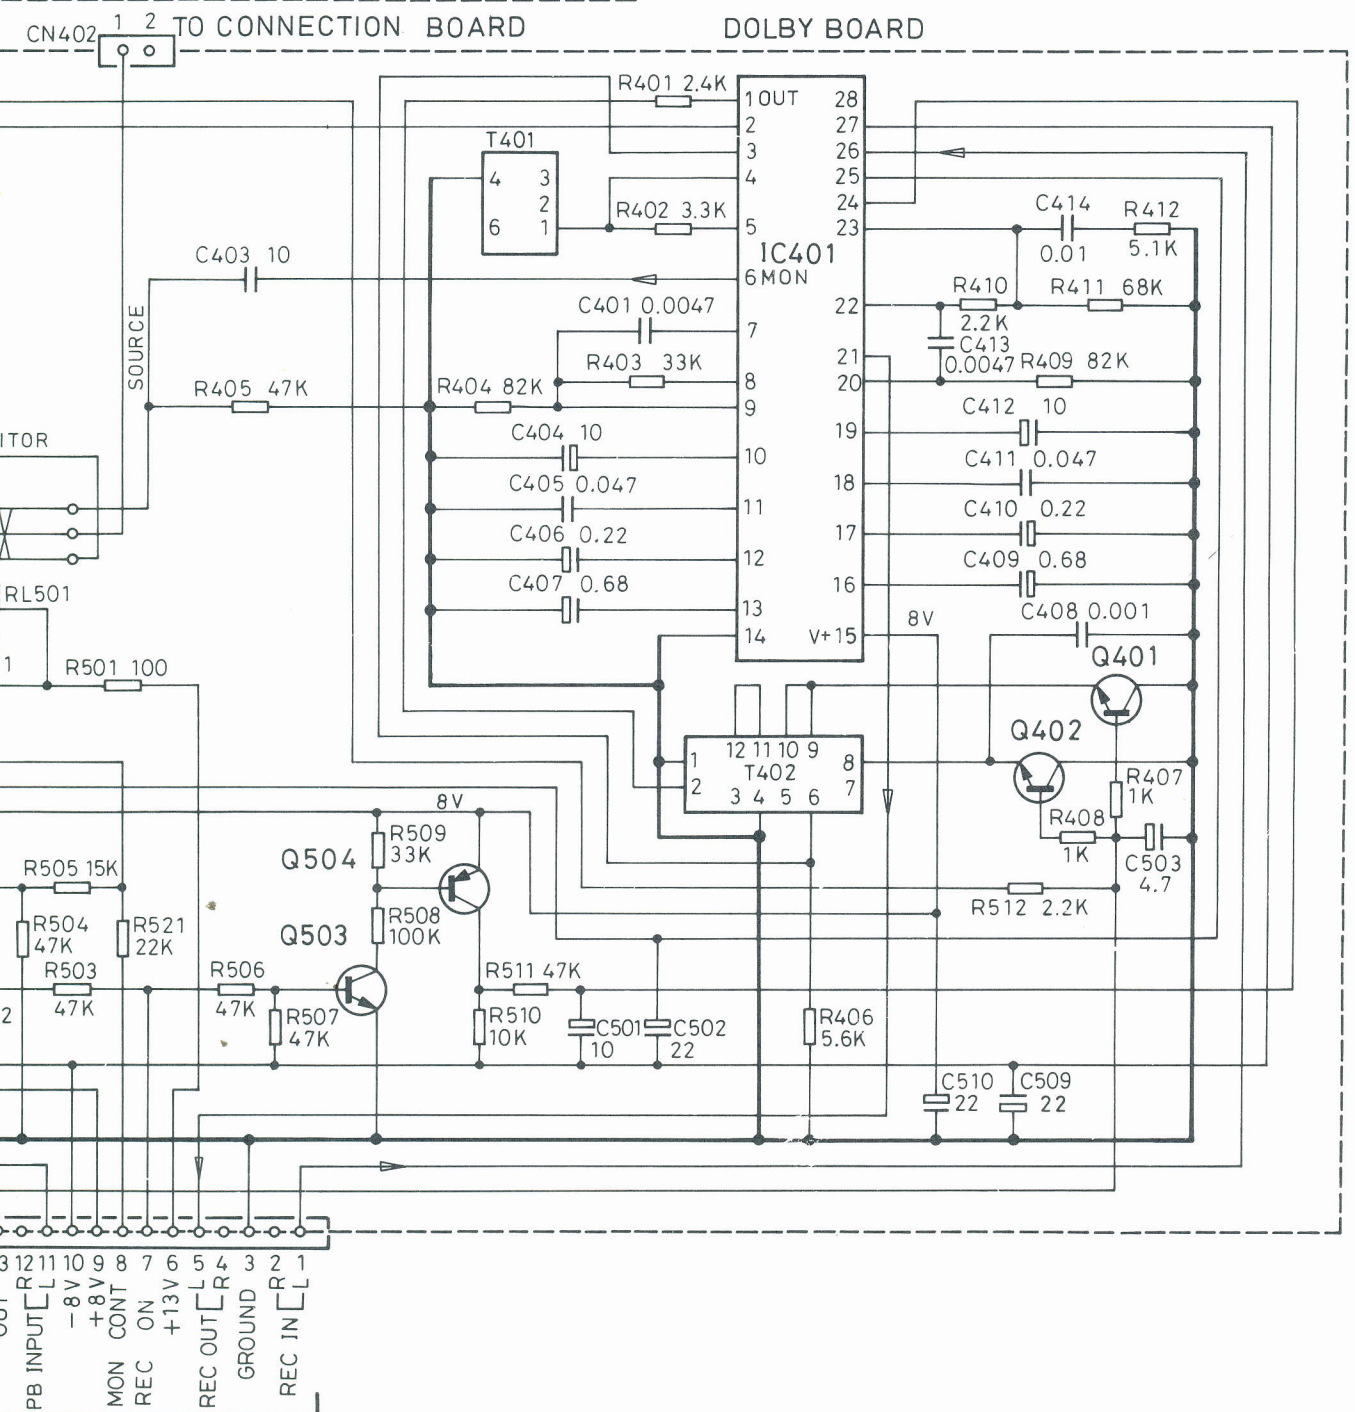 CN402 1 2 TO CONNECTION BOARD
DOLBY BOARD
R401 2.4K
1 OUT 28
2 27
3 26
4 25
24
5 23
IC401
6 MON
7 22
21
8 20
9
19
10
18
11
17
12
16
13
14 V+ 15
T401
4 3
2
6 1
R402 3.3K
C403 10
C401 0.0047
R403 33K
SOURCE
R405 47K
R404 82K
C404 10
C405 0.047
C406 0.22
C407 0.68
C414
0.01
R412
5.1K
R410
2.2K
R411 68K
C413
0.0047
R409 82K
C412 10
C411 0.047
C410 0.22
C409 0.68
8V
C408 0.001
Q401
Q402
ITOR
RL501
1
R501 100
12 11 10 9
1 8
T402
2 7
3 4 5 6
R407
1K
R408
1K
C503
4.7
R512 2.2K
8V
R509
33K
Q504
R505 15K
R504
47K
R521
22K
R508
100K
Q503
R503
47K
R506
47K
R507
47K
2
R511 47K
R510
10K
C501
10
C502
22
R406
5.6K
C510
22
C509
22
3 12 11 10 9 8 7 6 5 4 3 2 1
OUT
PB INPUT R L
-8V
+8V
MON CONT
REC ON
+13V
REC OUT L R
GROUND
REC IN R L